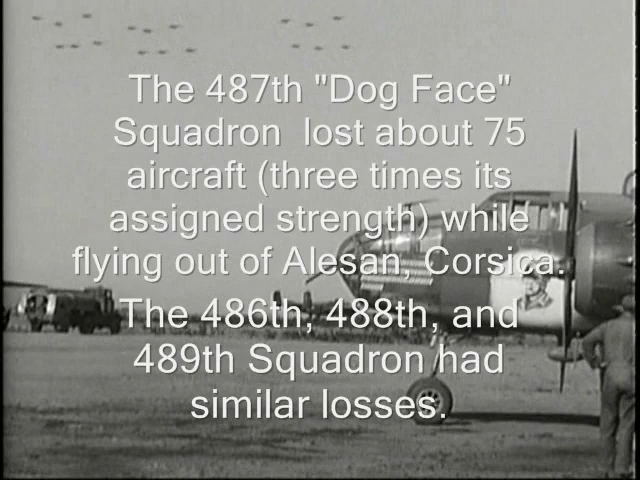 The 487th "Dog Face"
Squadron lost about 75
aircraft (three times its
assigned strength) while
flying out of Alesan, Corsica.
The 486th, 488th, and
489th Squadron had
similar losses.